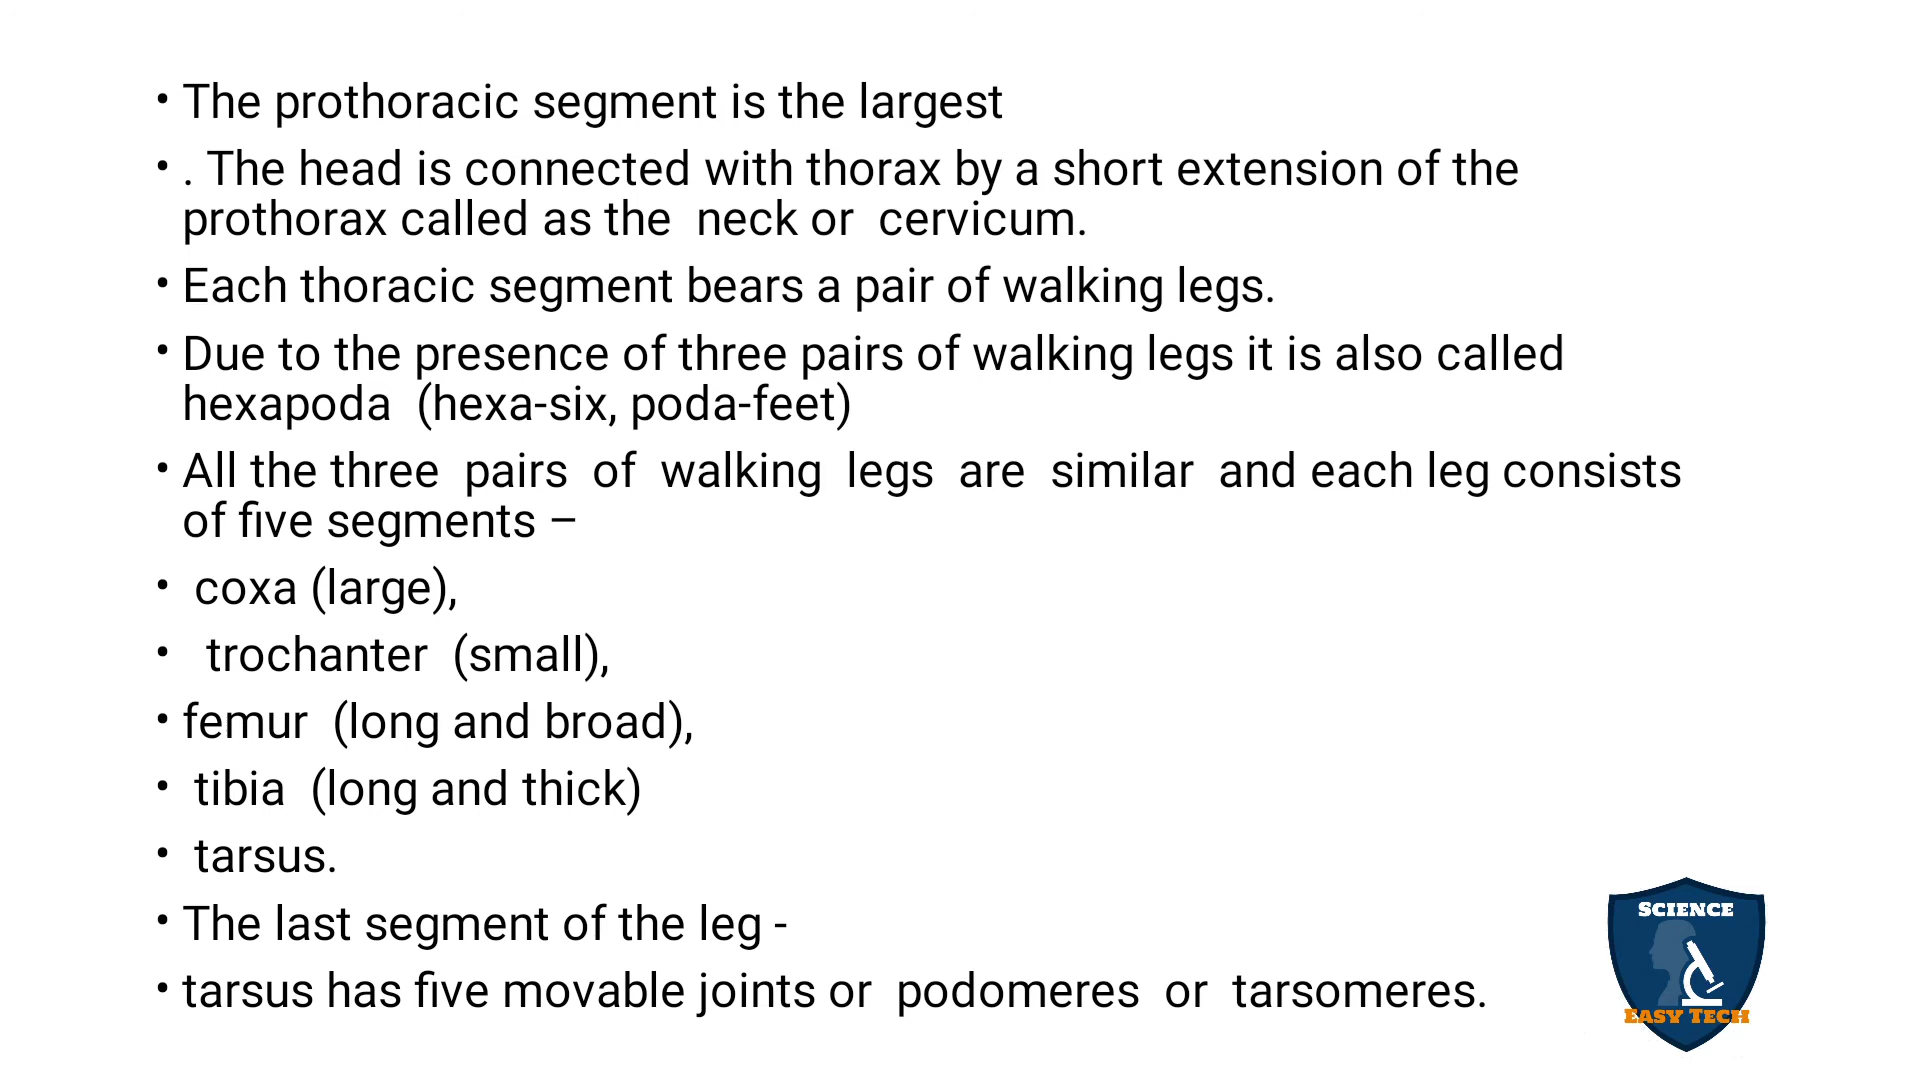 • The prothoracic segment is the largest
• . The head is connected with thorax by a short extension of the
prothorax called as the neck or cervicum.
• Each thoracic segment bears a pair of walking legs.
• Due to the presence of three pairs of walking legs it is also called
hexapoda (hexa-six, poda-feet)
• All the three pairs of walking legs are similar and each leg consists
of five segments –
• coxa (large),
• trochanter (small),
• femur (long and broad),
• tibia (long and thick)
• tarsus.
• The last segment of the leg -
• tarsus has five movable joints or podomeres or tarsomeres.
SCIENCE
EASY TECH